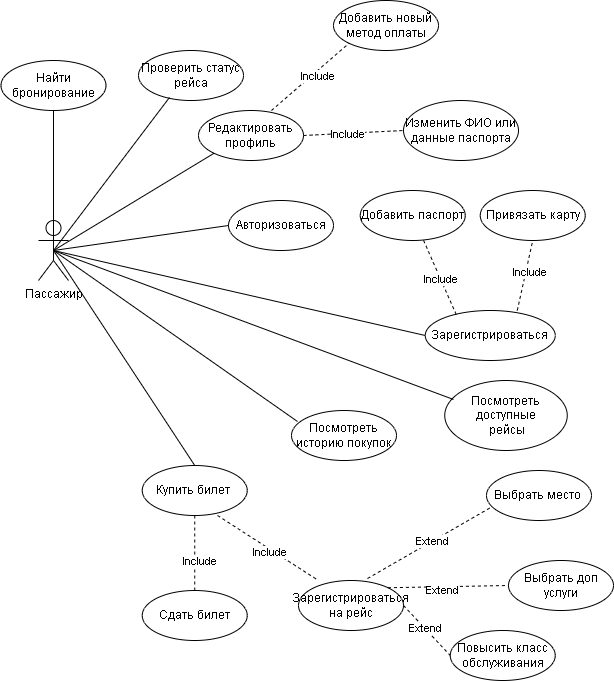 Добавить новый
метод оплаты
Include
Найти
бронирование
Проверить статус
рейса
Редактировать
профиль
Include
Изменить ФИО или
данные паспорта
Авторизоваться
Добавить паспорт
Привязать карту
Include
Include
Пассажир
Зарегистрироваться
Посмотреть
доступные
рейсы
Посмотреть
историю покупок
Купить билет
Выбрать место
Include
Include
Extend
Сдать билет
Зарегистрироваться
на рейс
Extend
Выбрать доп
услуги
Extend
Повысить класс
обслуживания